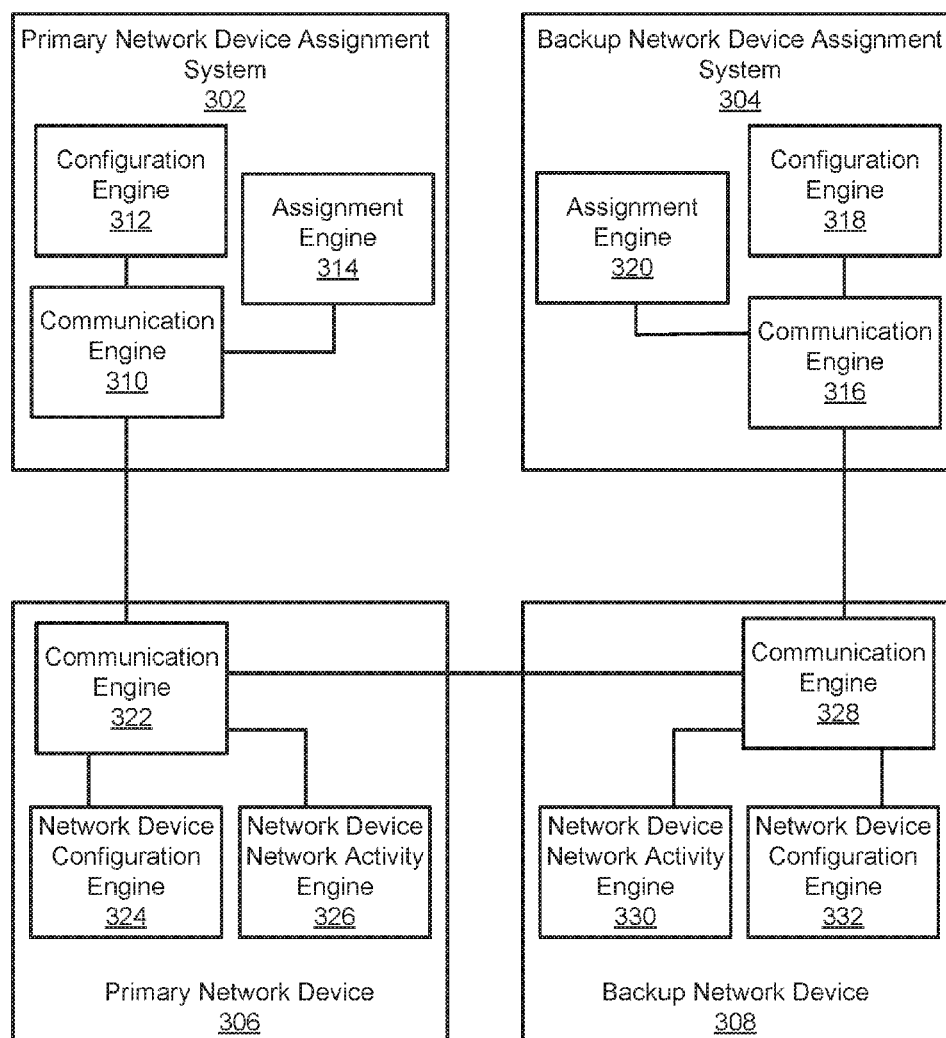 Primary Network Device Assignment
System
302
Configuration
Engine
312
Assignment
Engine
314
Communication
Engine
310
Backup Network Device Assignment
System
304
Configuration
Engine
318
Assignment
Engine
320
Communication
Engine
316
Communication
Engine
322
Network Device
Configuration
Engine
324
Network Device
Network Activity
Engine
326
Primary Network Device
306
Communication
Engine
328
Network Device
Network Activity
Engine
330
Network Device
Configuration
Engine
332
Backup Network Device
308